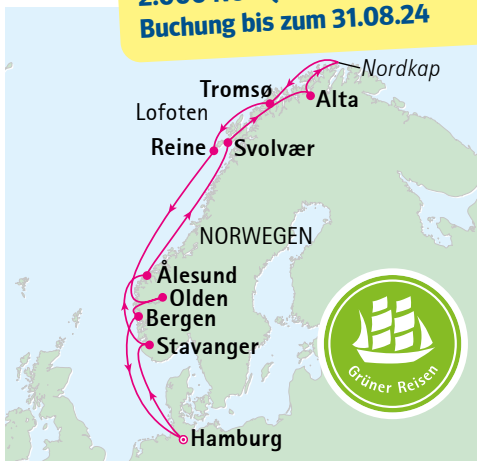 Buchung bis zum 31.08.24
Nordkap
Tromsø
Alta
Lofoten
Reine
Svolvær
NORWEGEN
Ålesund
Olden
Bergen
Stavanger
Grüner Reisen
Hamburg